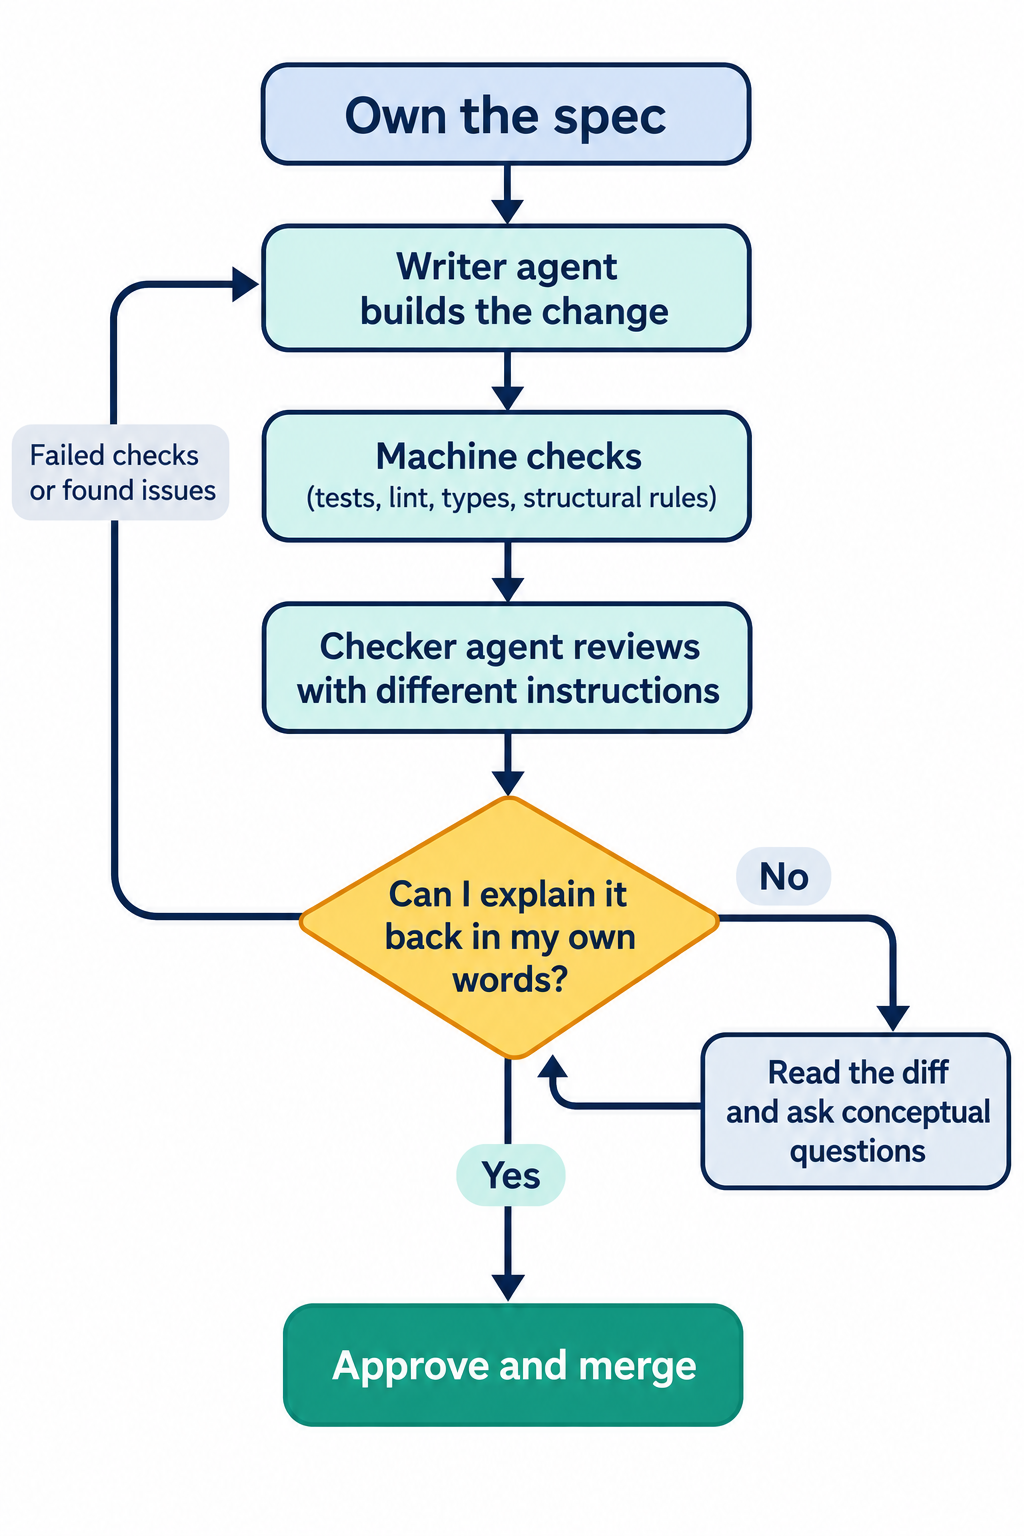 Own the spec
Writer agent
builds the change
Failed checks
or found issues
Machine checks
(tests, lint, types, structural rules)
Checker agent reviews
with different instructions
Can I explain it
back in my own
words?
No
Read the diff
and ask conceptual
questions
Yes
Approve and merge